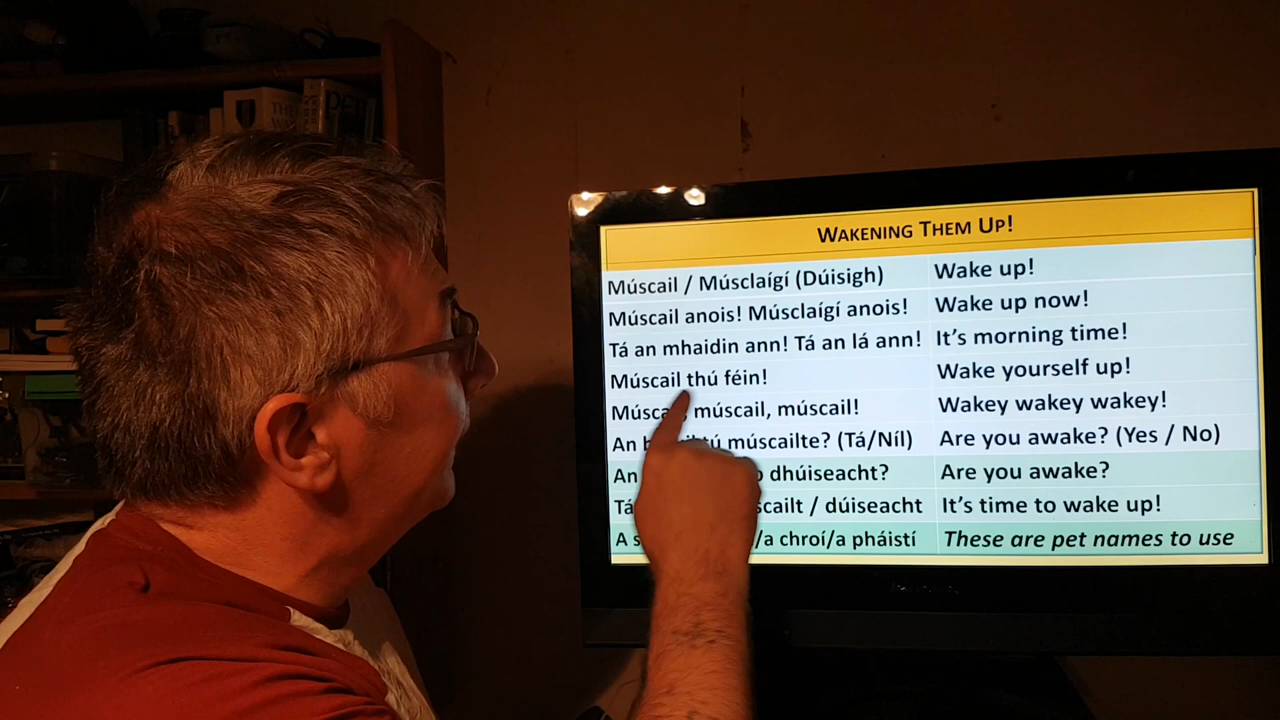 WAKENING THEM UP!
Múscail / Músclaígí (Dúisigh) Wake up!
Múscail anois! Músclaígí anois! Wake up now!
Tá an mhaidin ann! Tá an lá ann! It's morning time!
Múscail thú féin! Wake yourself up!
múscail, múscail! Wakey wakey wakey!
An múscailte? (Tá/Níl) Are you awake? (Yes / No)
An dhúiseacht? Are you awake?
Tá / dúiseacht It's time to wake up!
A /a chroí/a pháistí These are pet names to use